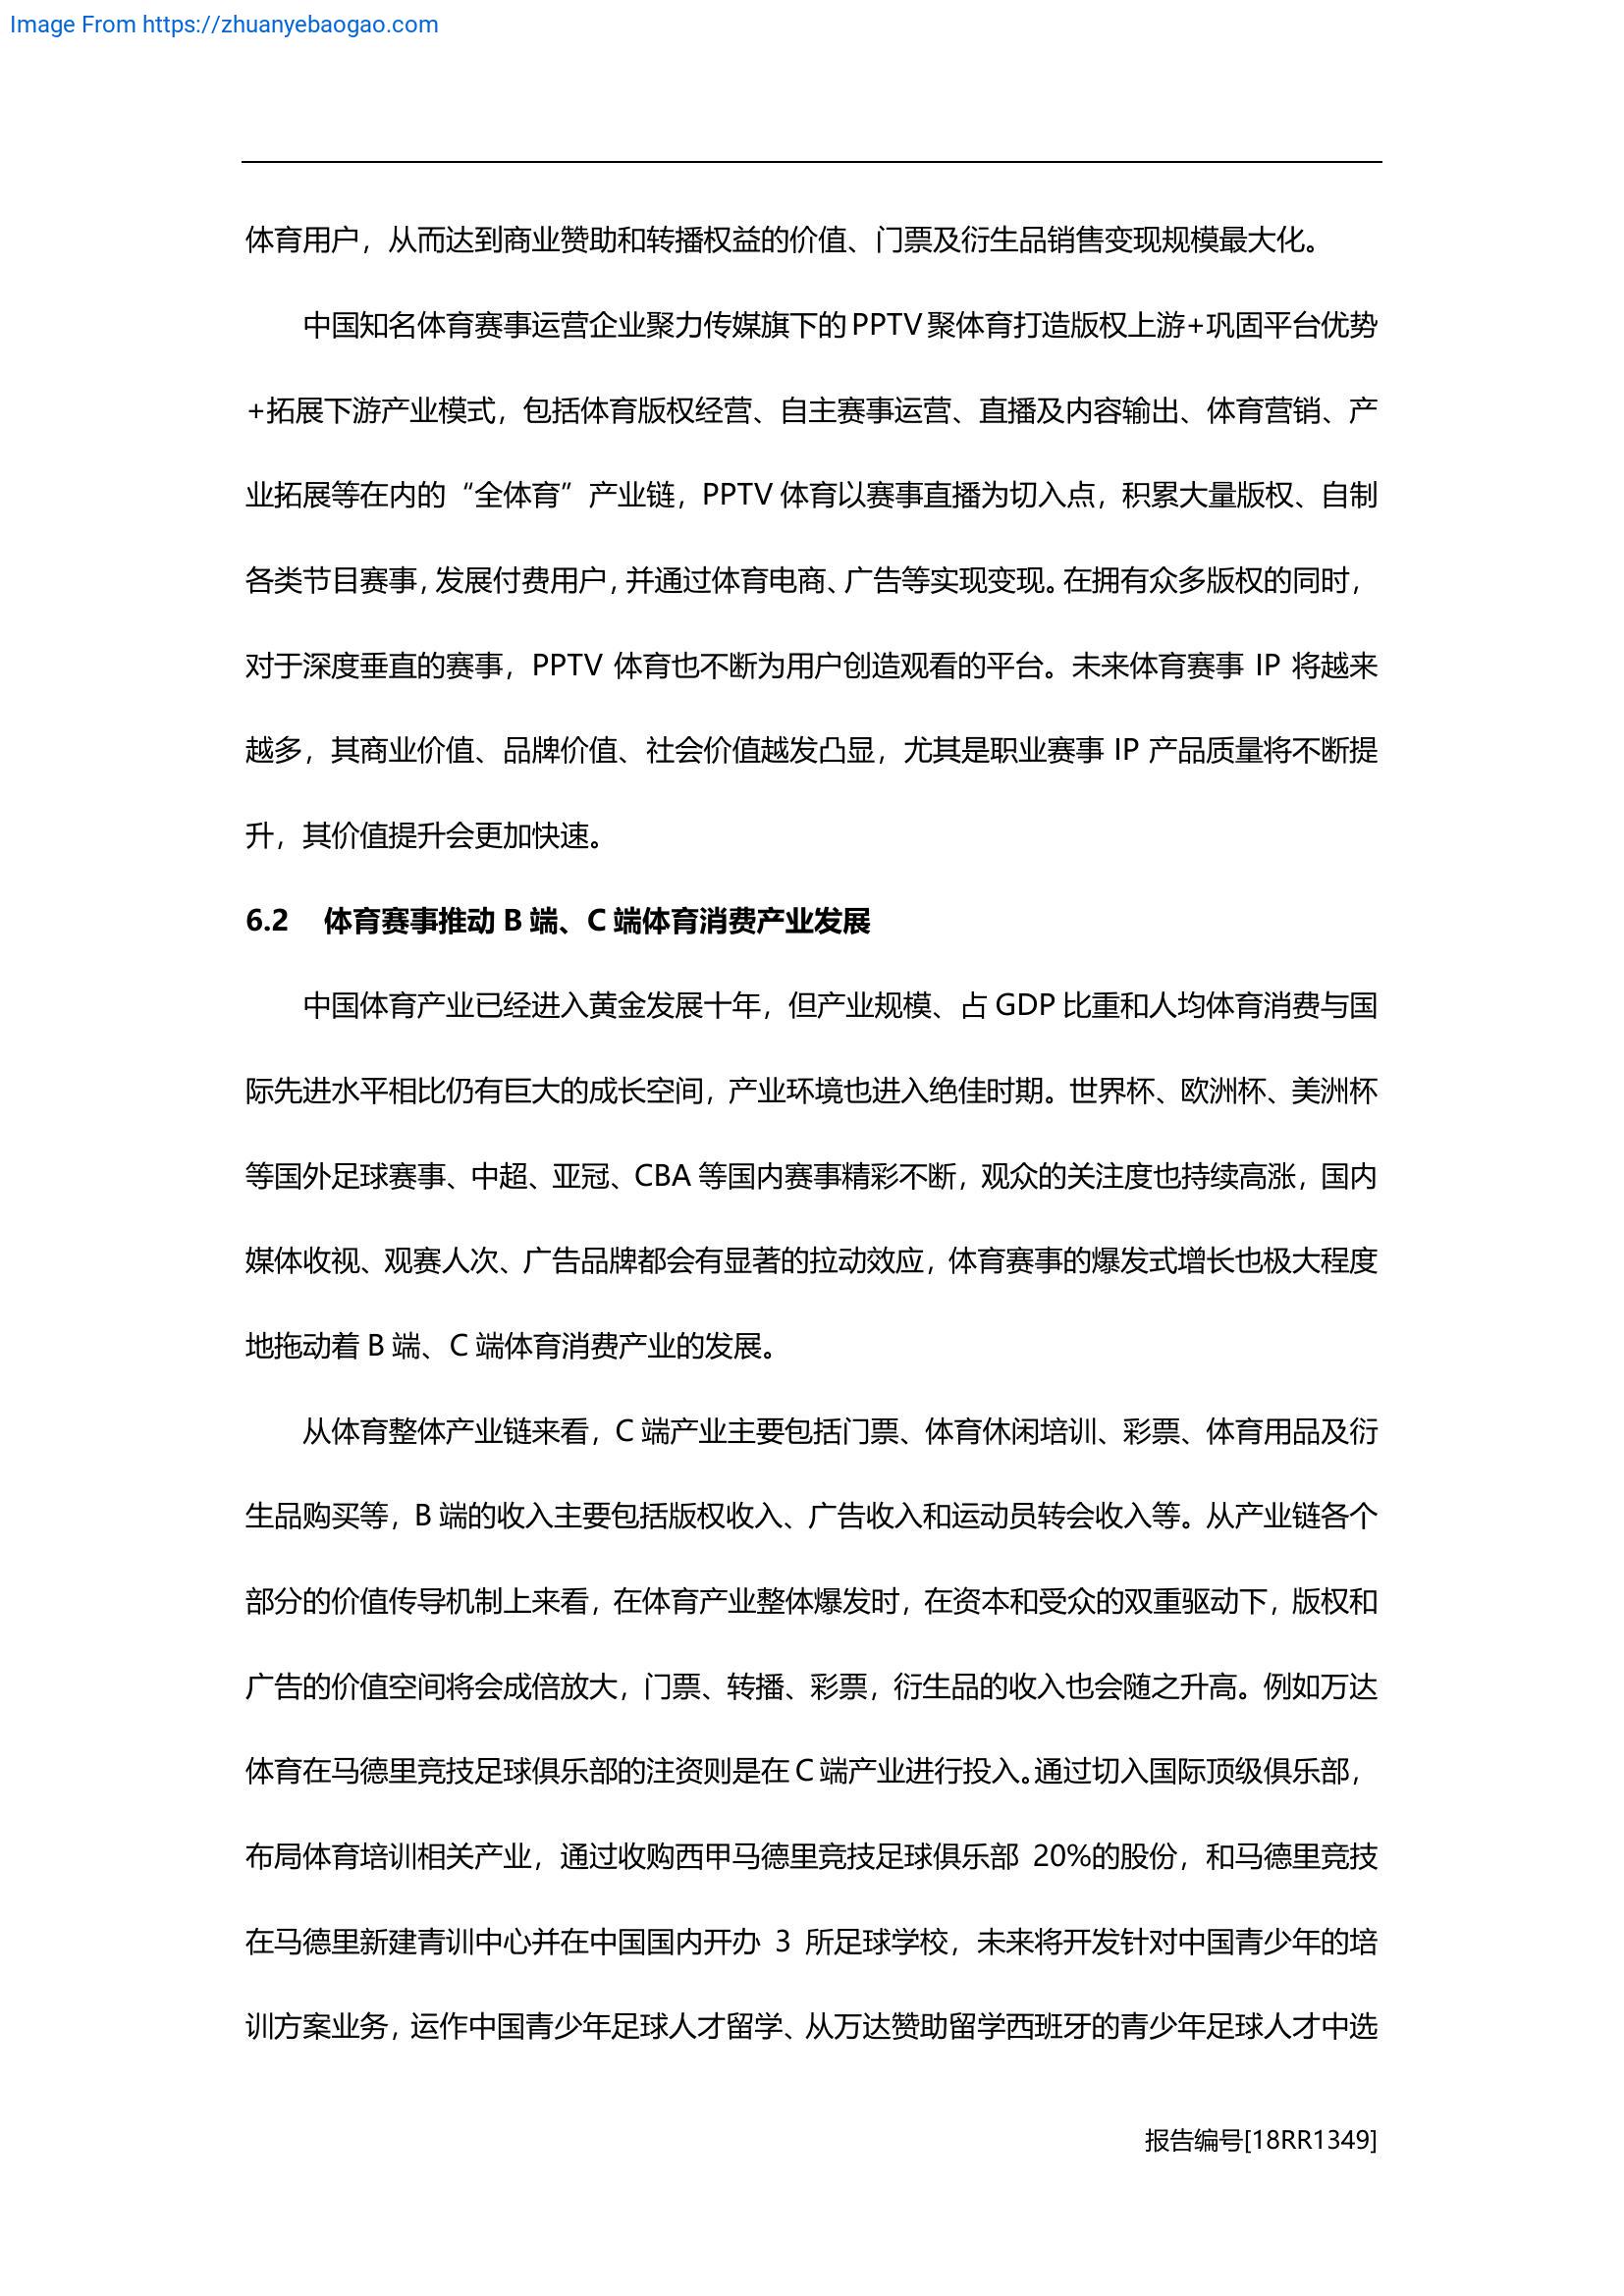 Image From https://zhuanyebaogao.com
体育用户，从而达到商业赞助和转播权益的价值、门票及衍生品销售变现规模最大化。
中国知名体育赛事运营企业聚力传媒旗下的 PPTV 聚体育打造版权上游+巩固平台优势
+拓展下游产业模式，包括体育版权经营、自主赛事运营、直播及内容输出、体育营销、产
业拓展等在内的“全体育”产业链，PPTV 体育以赛事直播为切入点，积累大量版权、自制
各类节目赛事，发展付费用户，并通过体育电商、广告等实现变现。在拥有众多版权的同时，
对于深度垂直的赛事，PPTV 体育也不断为用户创造观看的平台。未来体育赛事 IP 将越来
越多，其商业价值、品牌价值、社会价值越发凸显，尤其是职业赛事 IP 产品质量将不断提
升，其价值提升会更加快速。
6.2 体育赛事推动 B 端、C 端体育消费产业发展
中国体育产业已经进入黄金发展十年，但产业规模、占 GDP 比重和人均体育消费与国
际先进水平相比仍有巨大的成长空间，产业环境也进入绝佳时期。世界杯、欧洲杯、美洲杯
等国外足球赛事、中超、亚冠、CBA 等国内赛事精彩不断，观众的关注度也持续高涨，国内
媒体收视、观赛人次、广告品牌都会有显著的拉动效应，体育赛事的爆发式增长也极大程度
地拖动着 B 端、C 端体育消费产业的发展。
从体育整体产业链来看，C 端产业主要包括门票、体育休闲培训、彩票、体育用品及衍
生品购买等，B 端的收入主要包括版权收入、广告收入和运动员转会收入等。从产业链各个
部分的价值传导机制上来看，在体育产业整体爆发时，在资本和受众的双重驱动下，版权和
广告的价值空间将会成倍放大，门票、转播、彩票，衍生品的收入也会随之升高。例如万达
体育在马德里竞技足球俱乐部的注资则是在 C 端产业进行投入。通过切入国际顶级俱乐部，
布局体育培训相关产业，通过收购西甲马德里竞技足球俱乐部 20%的股份，和马德里竞技
在马德里新建青训中心并在中国国内开办 3 所足球学校，未来将开发针对中国青少年的培
训方案业务，运作中国青少年足球人才留学、从万达赞助留学西班牙的青少年足球人才中选
报告编号[18RR1349]